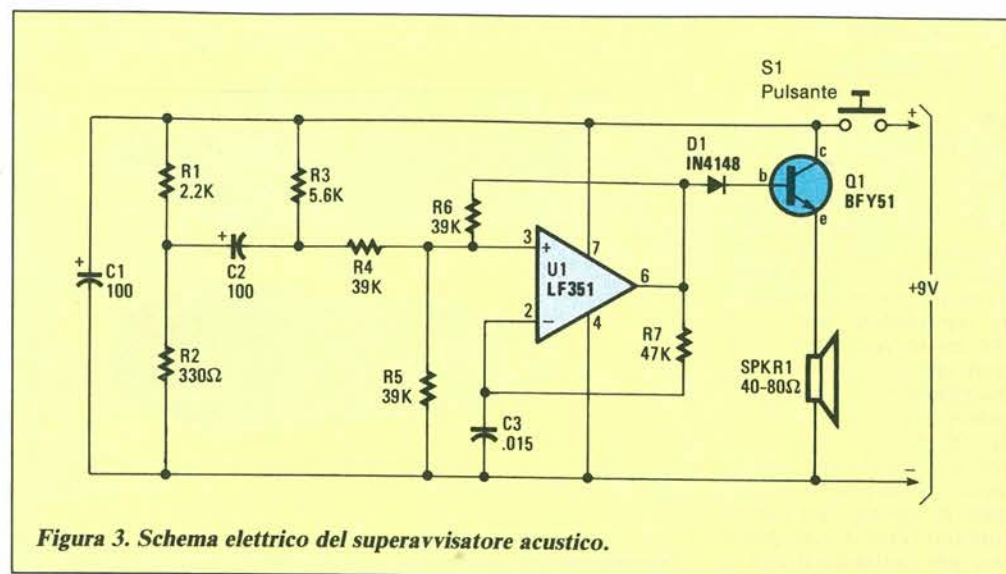 S1
Pulsante
+
D1
IN4148
c
b
Q1
BFY51
e
R1
2.2K
R3
5.6K
R6
39K
+
C2
100
R4
39K
3
+
7
U1
LF351
6
2
−
4
+
C1
100
+9V
R7
47K
R2
330Ω
R5
39K
SPKR1
40-80Ω
C3
.015
−
Figura 3. Schema elettrico del superavvisatore acustico.